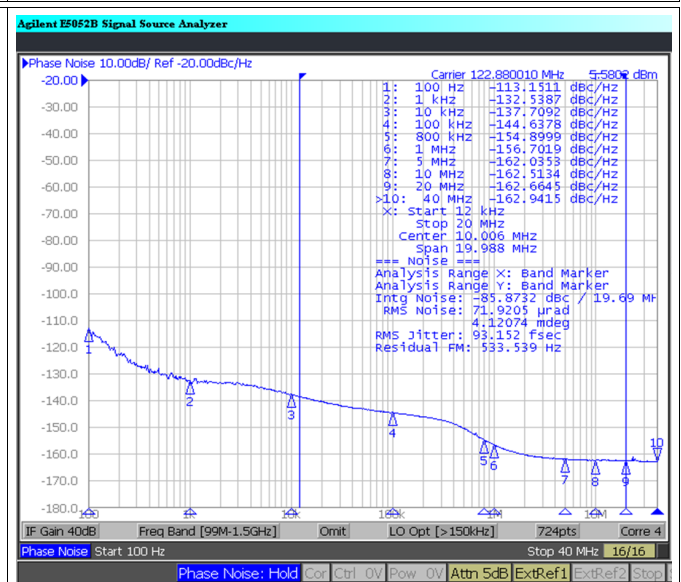 Agilent E5052B Signal Source Analyzer
▶Phase Noise 10.00dB/ Ref -20.00dBc/Hz
Carrier 122.880010 MHz 5.5802 dBm
1: 100 Hz -113.1511 dBc/Hz
2: 1 kHz -132.5387 dBc/Hz
3: 10 kHz -137.7092 dBc/Hz
4: 100 kHz -144.6378 dBc/Hz
5: 800 kHz -154.8999 dBc/Hz
6: 1 MHz -156.7019 dBc/Hz
7: 5 MHz -162.0353 dBc/Hz
8: 10 MHz -162.5134 dBc/Hz
9: 20 MHz -162.6645 dBc/Hz
>10: 40 MHz -162.9415 dBc/Hz
X: Start 12 kHz
Stop 20 MHz
Center 10.006 MHz
Span 19.988 MHz
=== Noise ===
Analysis Range X: Band Marker
Analysis Range Y: Band Marker
Intg Noise: -85.8732 dBc / 19.69 MH
RMS Noise: 71.9205 µrad
4.12074 mdeg
RMS Jitter: 93.152 fsec
Residual FM: 533.539 Hz
-20.00
-30.00
-40.00
-50.00
-60.00
-70.00
-80.00
-90.00
-100.0
-110.0
-120.0
-130.0
-140.0
-150.0
-160.0
-170.0
-180.0
1
2
3
4
5
6
7
8
9
10
100 1k 10k 100k 1M 10M
IF Gain 40dB Freq Band [99M-1.5GHz] Omit LO Opt [>150kHz] 724pts Corre 4
Phase Noise Start 100 Hz Stop 40 MHz 16/16
Phase Noise: Hold Cor Ctrl 0V Pow 0V Attn 5dB ExtRef1 ExtRef2 Stop